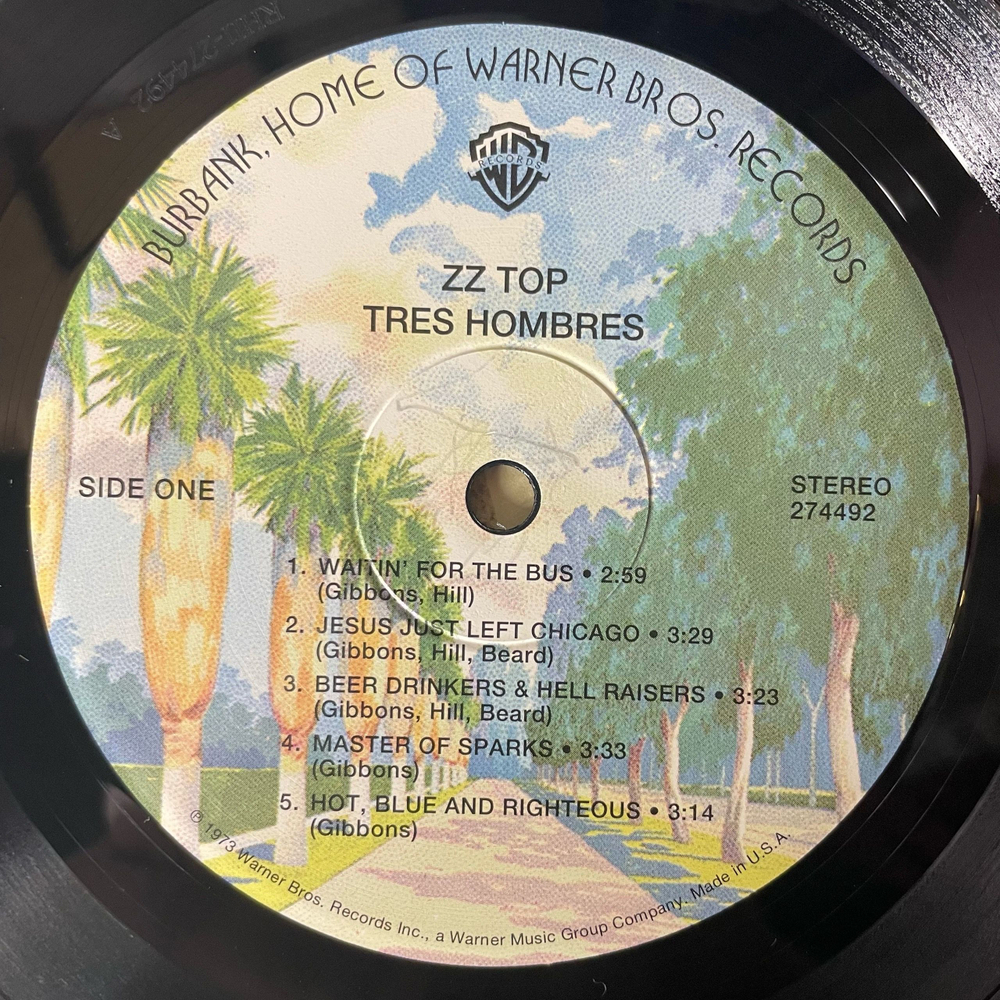 BURBANK, HOME OF WARNER BROS. RECORDS
RECORDS
ZZ TOP
TRES HOMBRES
SIDE ONE
STEREO
274492
1. WAITIN' FOR THE BUS • 2:59
(Gibbons, Hill)
2. JESUS JUST LEFT CHICAGO • 3:29
(Gibbons, Hill, Beard)
3. BEER DRINKERS & HELL RAISERS • 3:23
(Gibbons, Hill, Beard)
4. MASTER OF SPARKS • 3:33
(Gibbons)
5. HOT, BLUE AND RIGHTEOUS • 3:14
(Gibbons)
℗ 1973 Warner Bros. Records Inc., a Warner Music Group Company. Made in U.S.A.
RHI1-274492 A